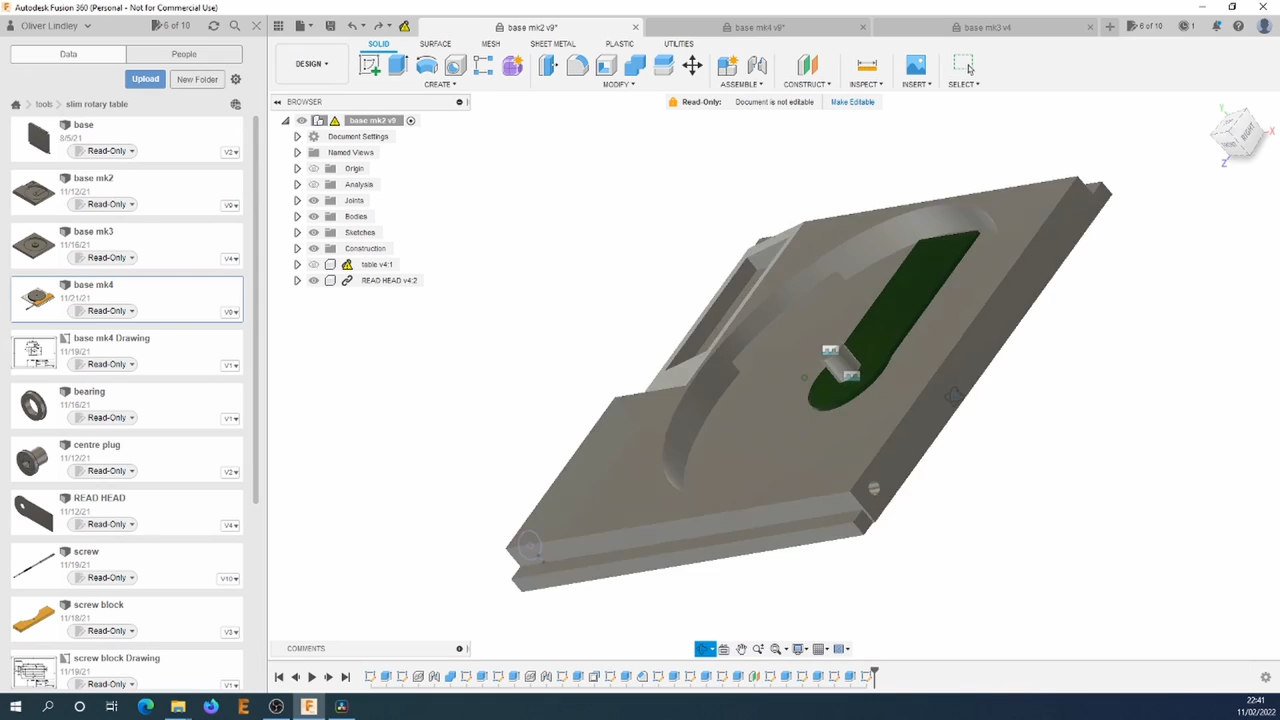 Autodesk Fusion 360 (Personal - Not for Commercial Use)
Oliver Lindley
6 of 10
base mk2 v9*
base mk4 v9*
base mk3 v4
6 of 10
1
Data
People
SOLID
SURFACE
MESH
SHEET METAL
PLASTIC
UTILITIES
DESIGN
Upload
New Folder
CREATE
MODIFY
ASSEMBLE
CONSTRUCT
INSPECT
INSERT
SELECT
tools
slim rotary table
BROWSER
Read-Only:
Document is not editable
Make Editable
base
8/5/21
Read-Only
V2
base mk2
11/12/21
Read-Only
V9
base mk3
11/16/21
Read-Only
V4
base mk4
11/21/21
Read-Only
V9
base mk4 Drawing
11/19/21
Read-Only
V1
bearing
11/16/21
Read-Only
V1
centre plug
11/12/21
Read-Only
V2
READ HEAD
11/12/21
Read-Only
V4
screw
11/19/21
Read-Only
V10
screw block
11/18/21
Read-Only
V3
screw block Drawing
11/19/21
Read-Only
V1
base mk2 v9
Document Settings
Named Views
Origin
Analysis
Joints
Bodies
Sketches
Construction
table v4:1
READ HEAD v4:2
RIGHT
X
Y
Z
COMMENTS
22:41
11/02/2022